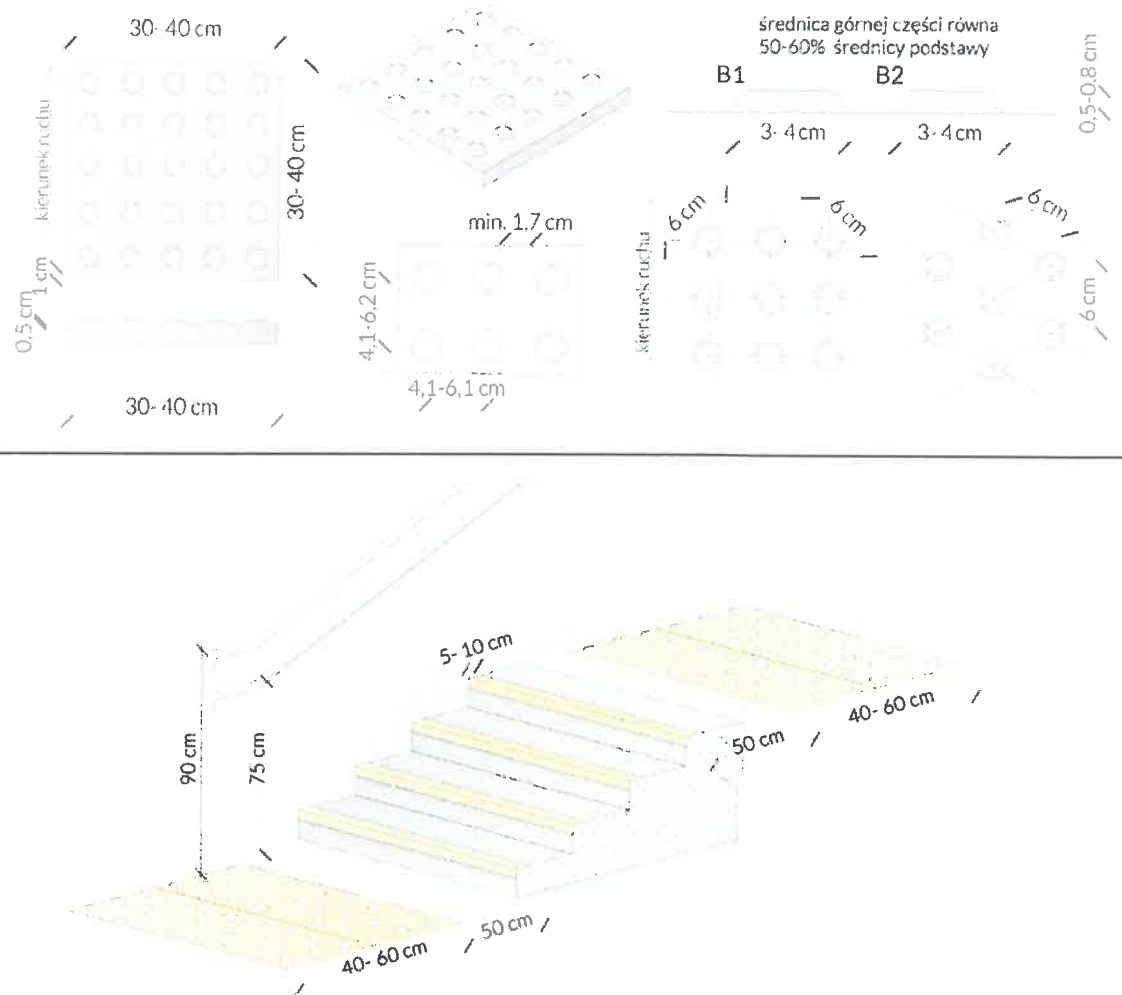 30- 40 cm
kierunek ruchu
30- 40 cm
1 cm
0,5 cm
30- 40 cm
średnica górnej części równa
50-60% średnicy podstawy
B1
B2
0,5-0,8 cm
3- 4cm
3- 4cm
min. 1,7 cm
4,1-6,2 cm
4,1-6,1 cm
kierunek ruchu
6 cm
6 cm
6 cm
6 cm
5- 10 cm
90 cm
75 cm
50 cm
40- 60 cm
50 cm
40- 60 cm